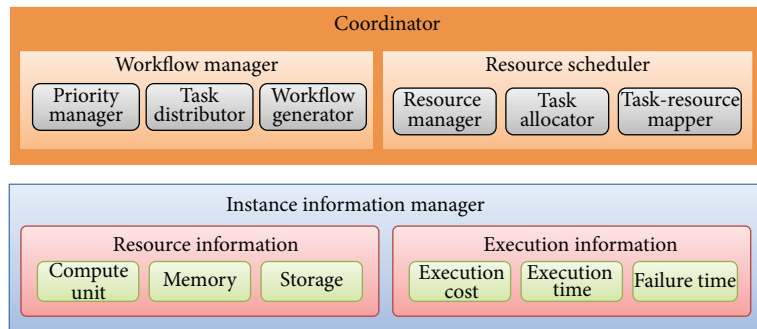 Coordinator
Workflow manager
Priority
manager
Task
distributor
Workflow
generator
Resource scheduler
Resource
manager
Task
allocator
Task-resource
mapper
Instance information manager
Resource information
Compute
unit
Memory
Storage
Execution information
Execution
cost
Execution
time
Failure time